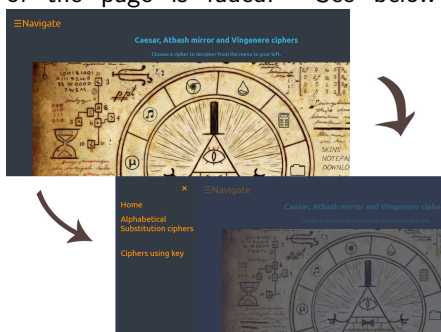 of the page is faded. See below
☰Navigate
Caesar, Atbash mirror and Vingenere ciphers
Choose a cipher to decipher from the menu to your left.
SKINS
NOTEPA
DOWNLO
×
☰Navigate
Home
Caesar, Atbash mirror and Vingenere ciphe
Alphabetical
Substitution ciphers
Ciphers using key